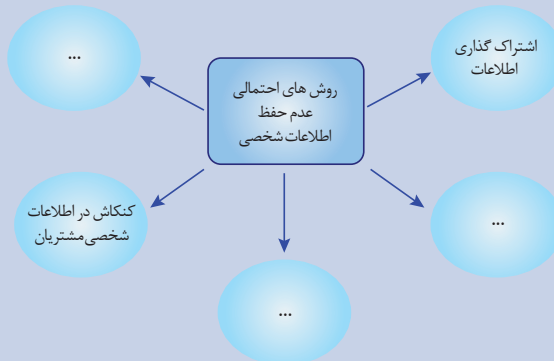 روش های احتمالی
عدم حفظ
اطلاعات شخصی
اشتراک گذاری
اطلاعات
...
...
کنکاش در اطلاعات
شخصی مشتریان
...